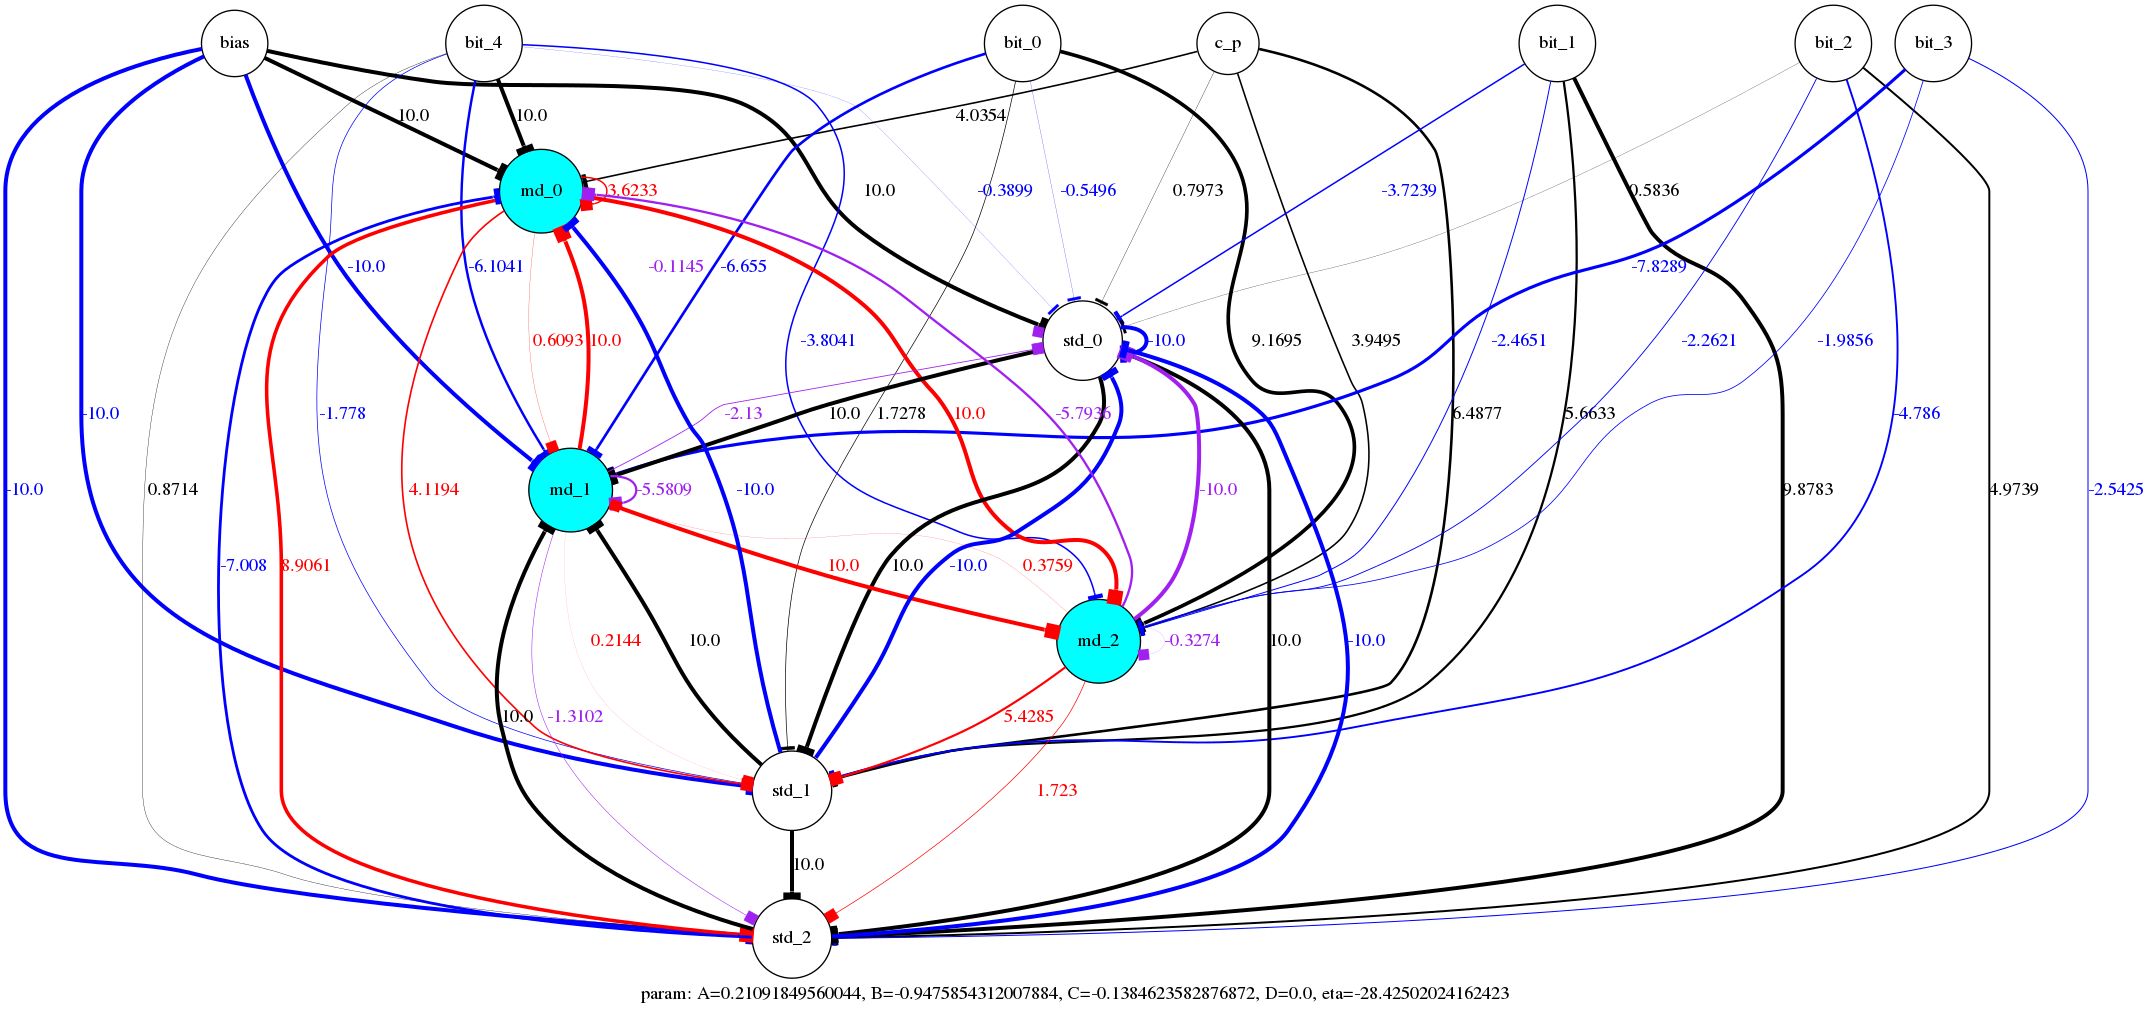 bias bit_4 bit_0 c_p bit_1 bit_2 bit_3
10.0 10.0 4.0354
md_0 3.6233 10.0 -0.3899 -0.5496 0.7973 -3.7239 0.5836
-10.0 -6.1041 -0.1145 -6.655 -7.8289
0.6093 10.0 -3.8041 std_0 -10.0 9.1695 3.9495 -2.4651 -2.2621 -1.9856
-10.0 -1.778 -2.13 10.0 1.7278 10.0 -5.7936 6.4877 5.6633 -4.786
-10.0 0.8714 4.1194 md_1 -5.5809 -10.0 -10.0 9.8783 4.9739 -2.5425
-7.008 8.9061 10.0 10.0 -10.0 0.3759
0.2144 10.0 md_2 -0.3274 10.0 -10.0
10.0 -1.3102 5.4285
std_1 1.723
10.0
std_2
param: A=0.21091849560044, B=-0.9475854312007884, C=-0.1384623582876872, D=0.0, eta=-28.42502024162423